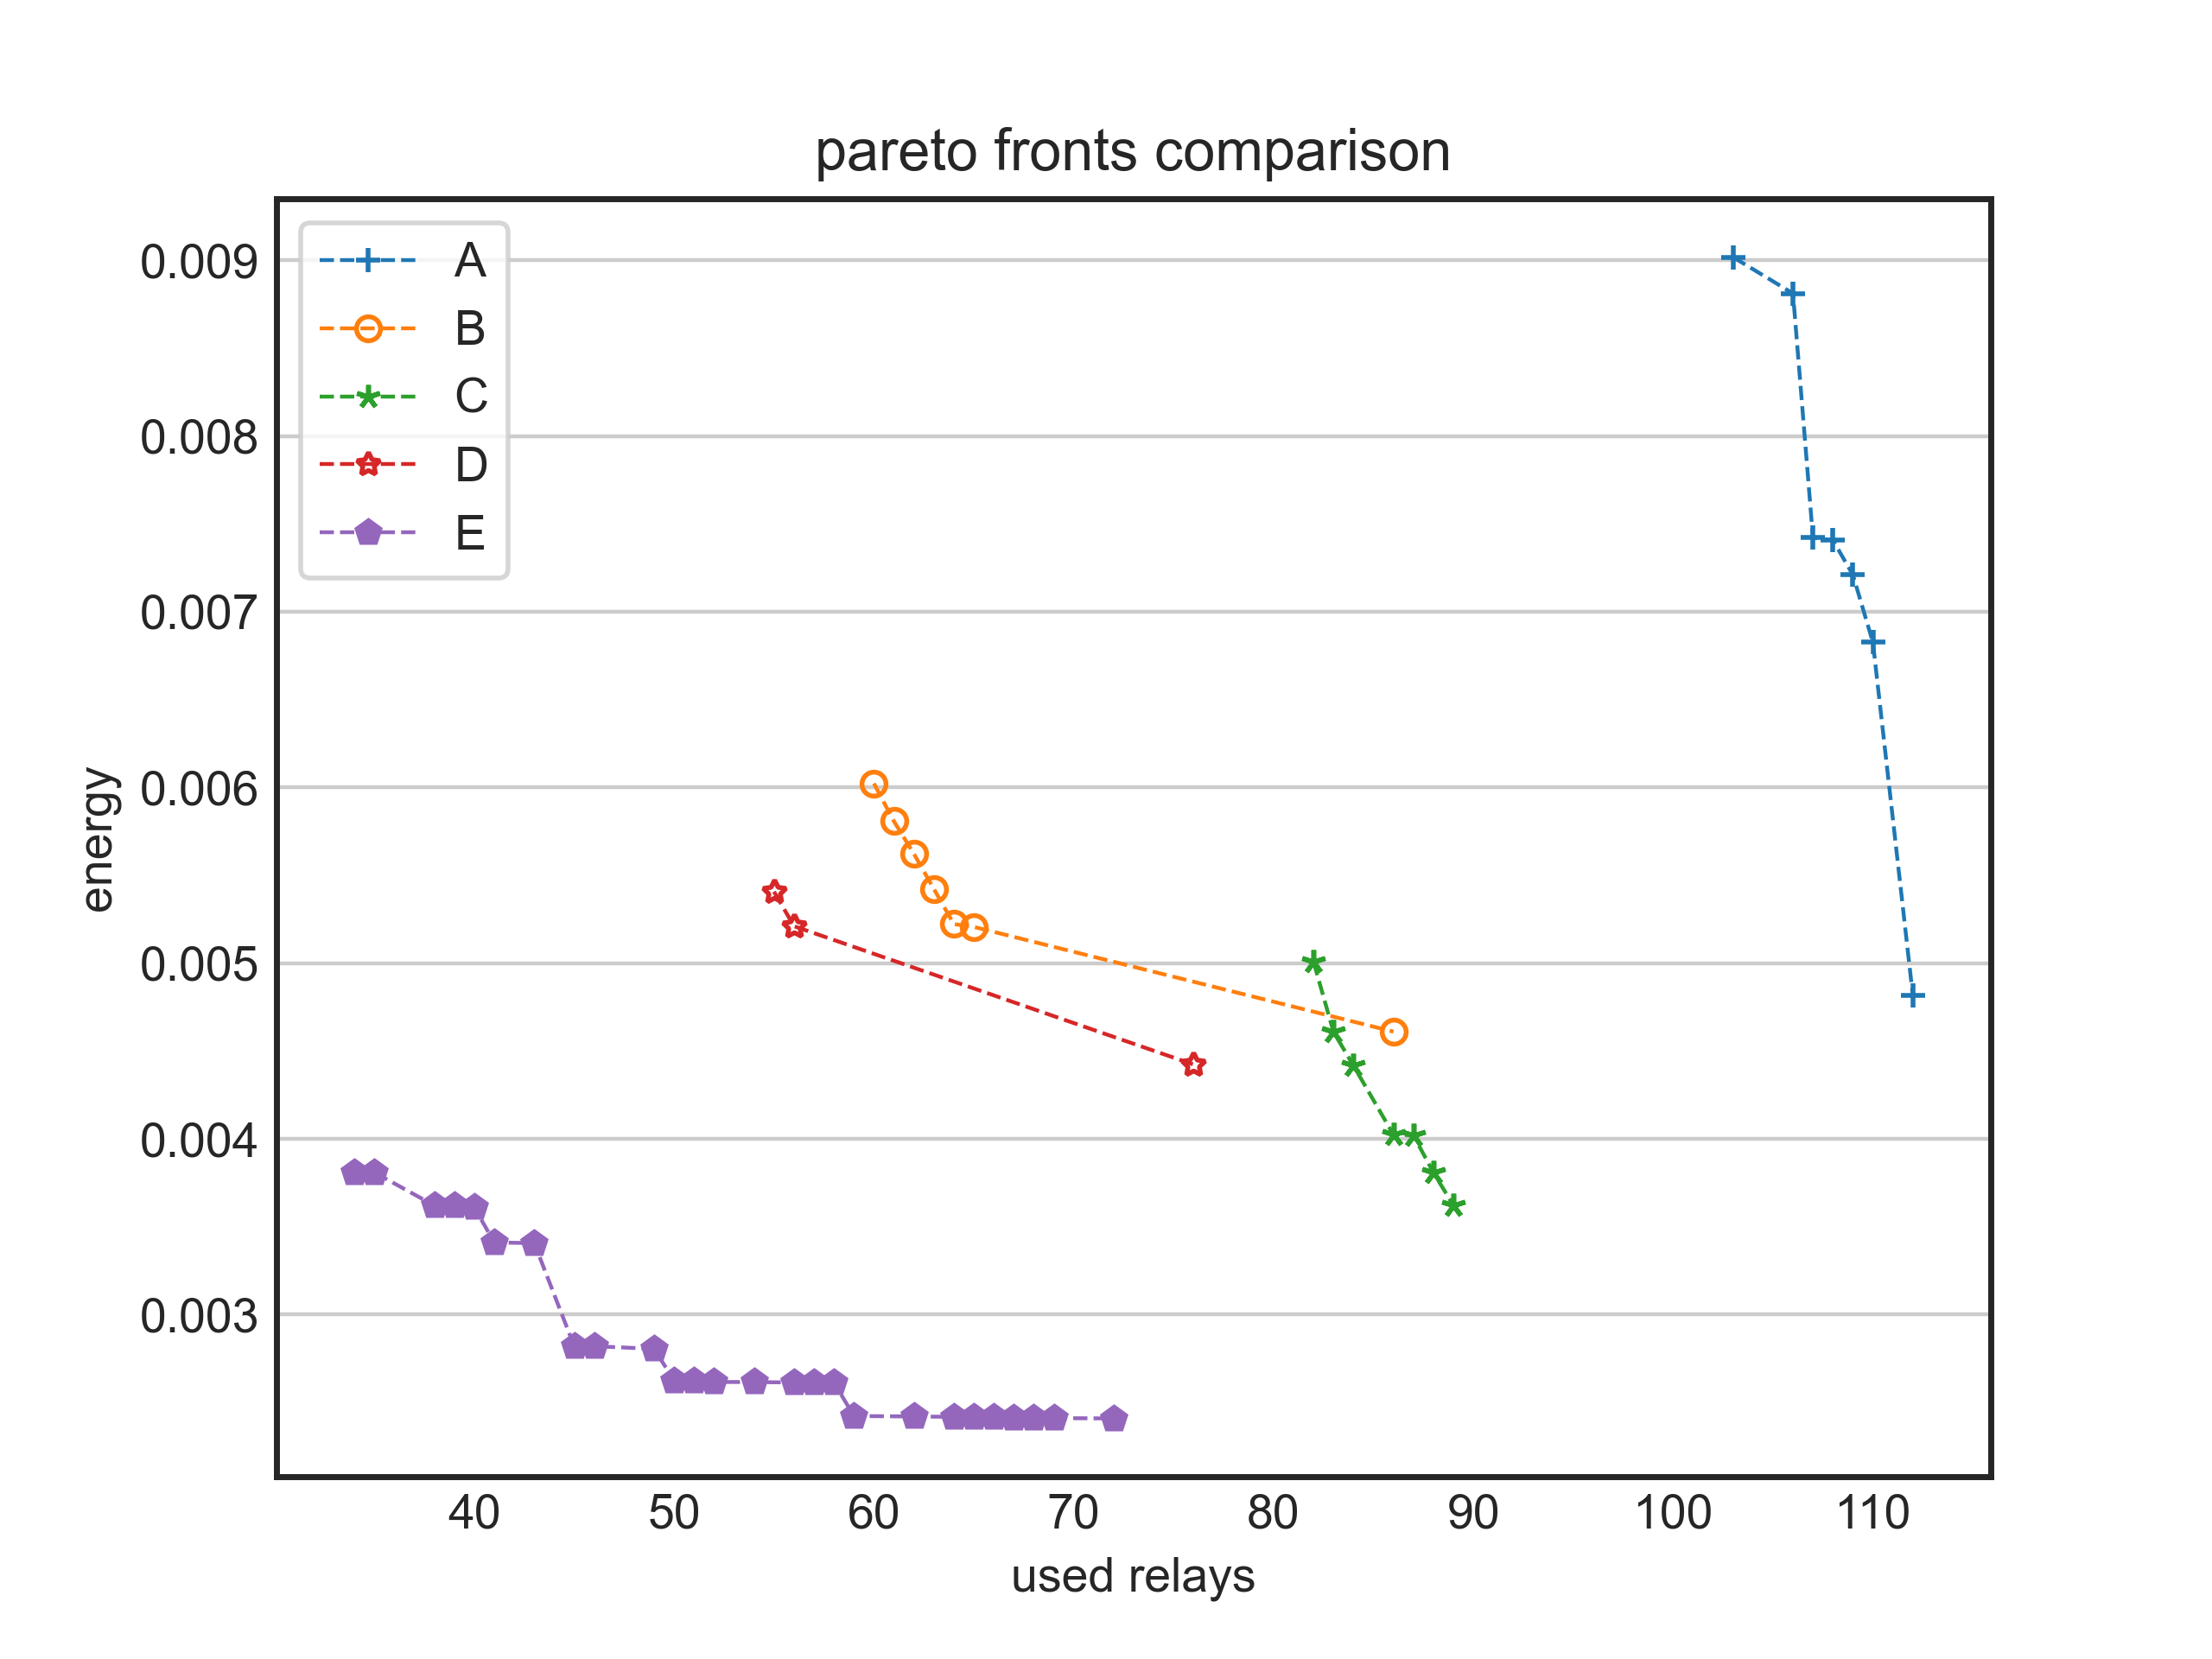 pareto fronts comparison
A
B
C
D
E
0.009
0.008
0.007
0.006
0.005
0.004
0.003
energy
40 50 60 70 80 90 100 110
used relays